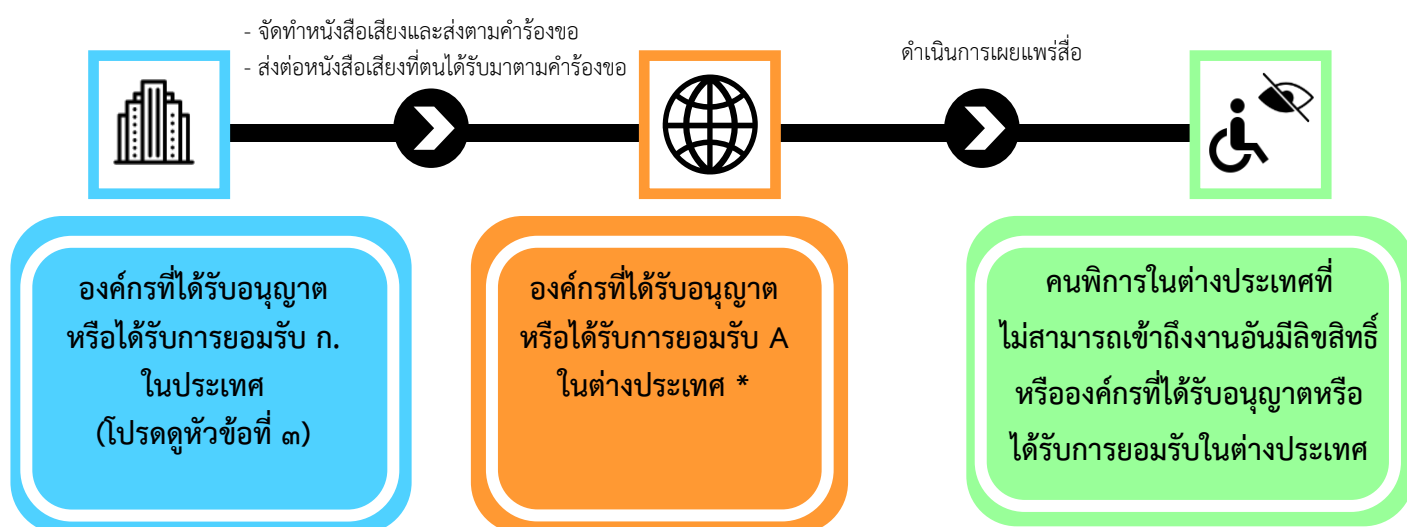 - จัดทำหนังสือเสียงและส่งตามคำร้องขอ
- ส่งต่อหนังสือเสียงที่ตนได้รับมาตามคำร้องขอ
ดำเนินการเผยแพร่สื่อ
องค์กรที่ได้รับอนุญาต
หรือได้รับการยอมรับ ก.
ในประเทศ
(โปรดดูหัวข้อที่ ๓)
องค์กรที่ได้รับอนุญาต
หรือได้รับการยอมรับ A
ในต่างประเทศ *
คนพิการในต่างประเทศที่
ไม่สามารถเข้าถึงงานอันมีลิขสิทธิ์
หรือองค์กรที่ได้รับอนุญาตหรือ
ได้รับการยอมรับในต่างประเทศ